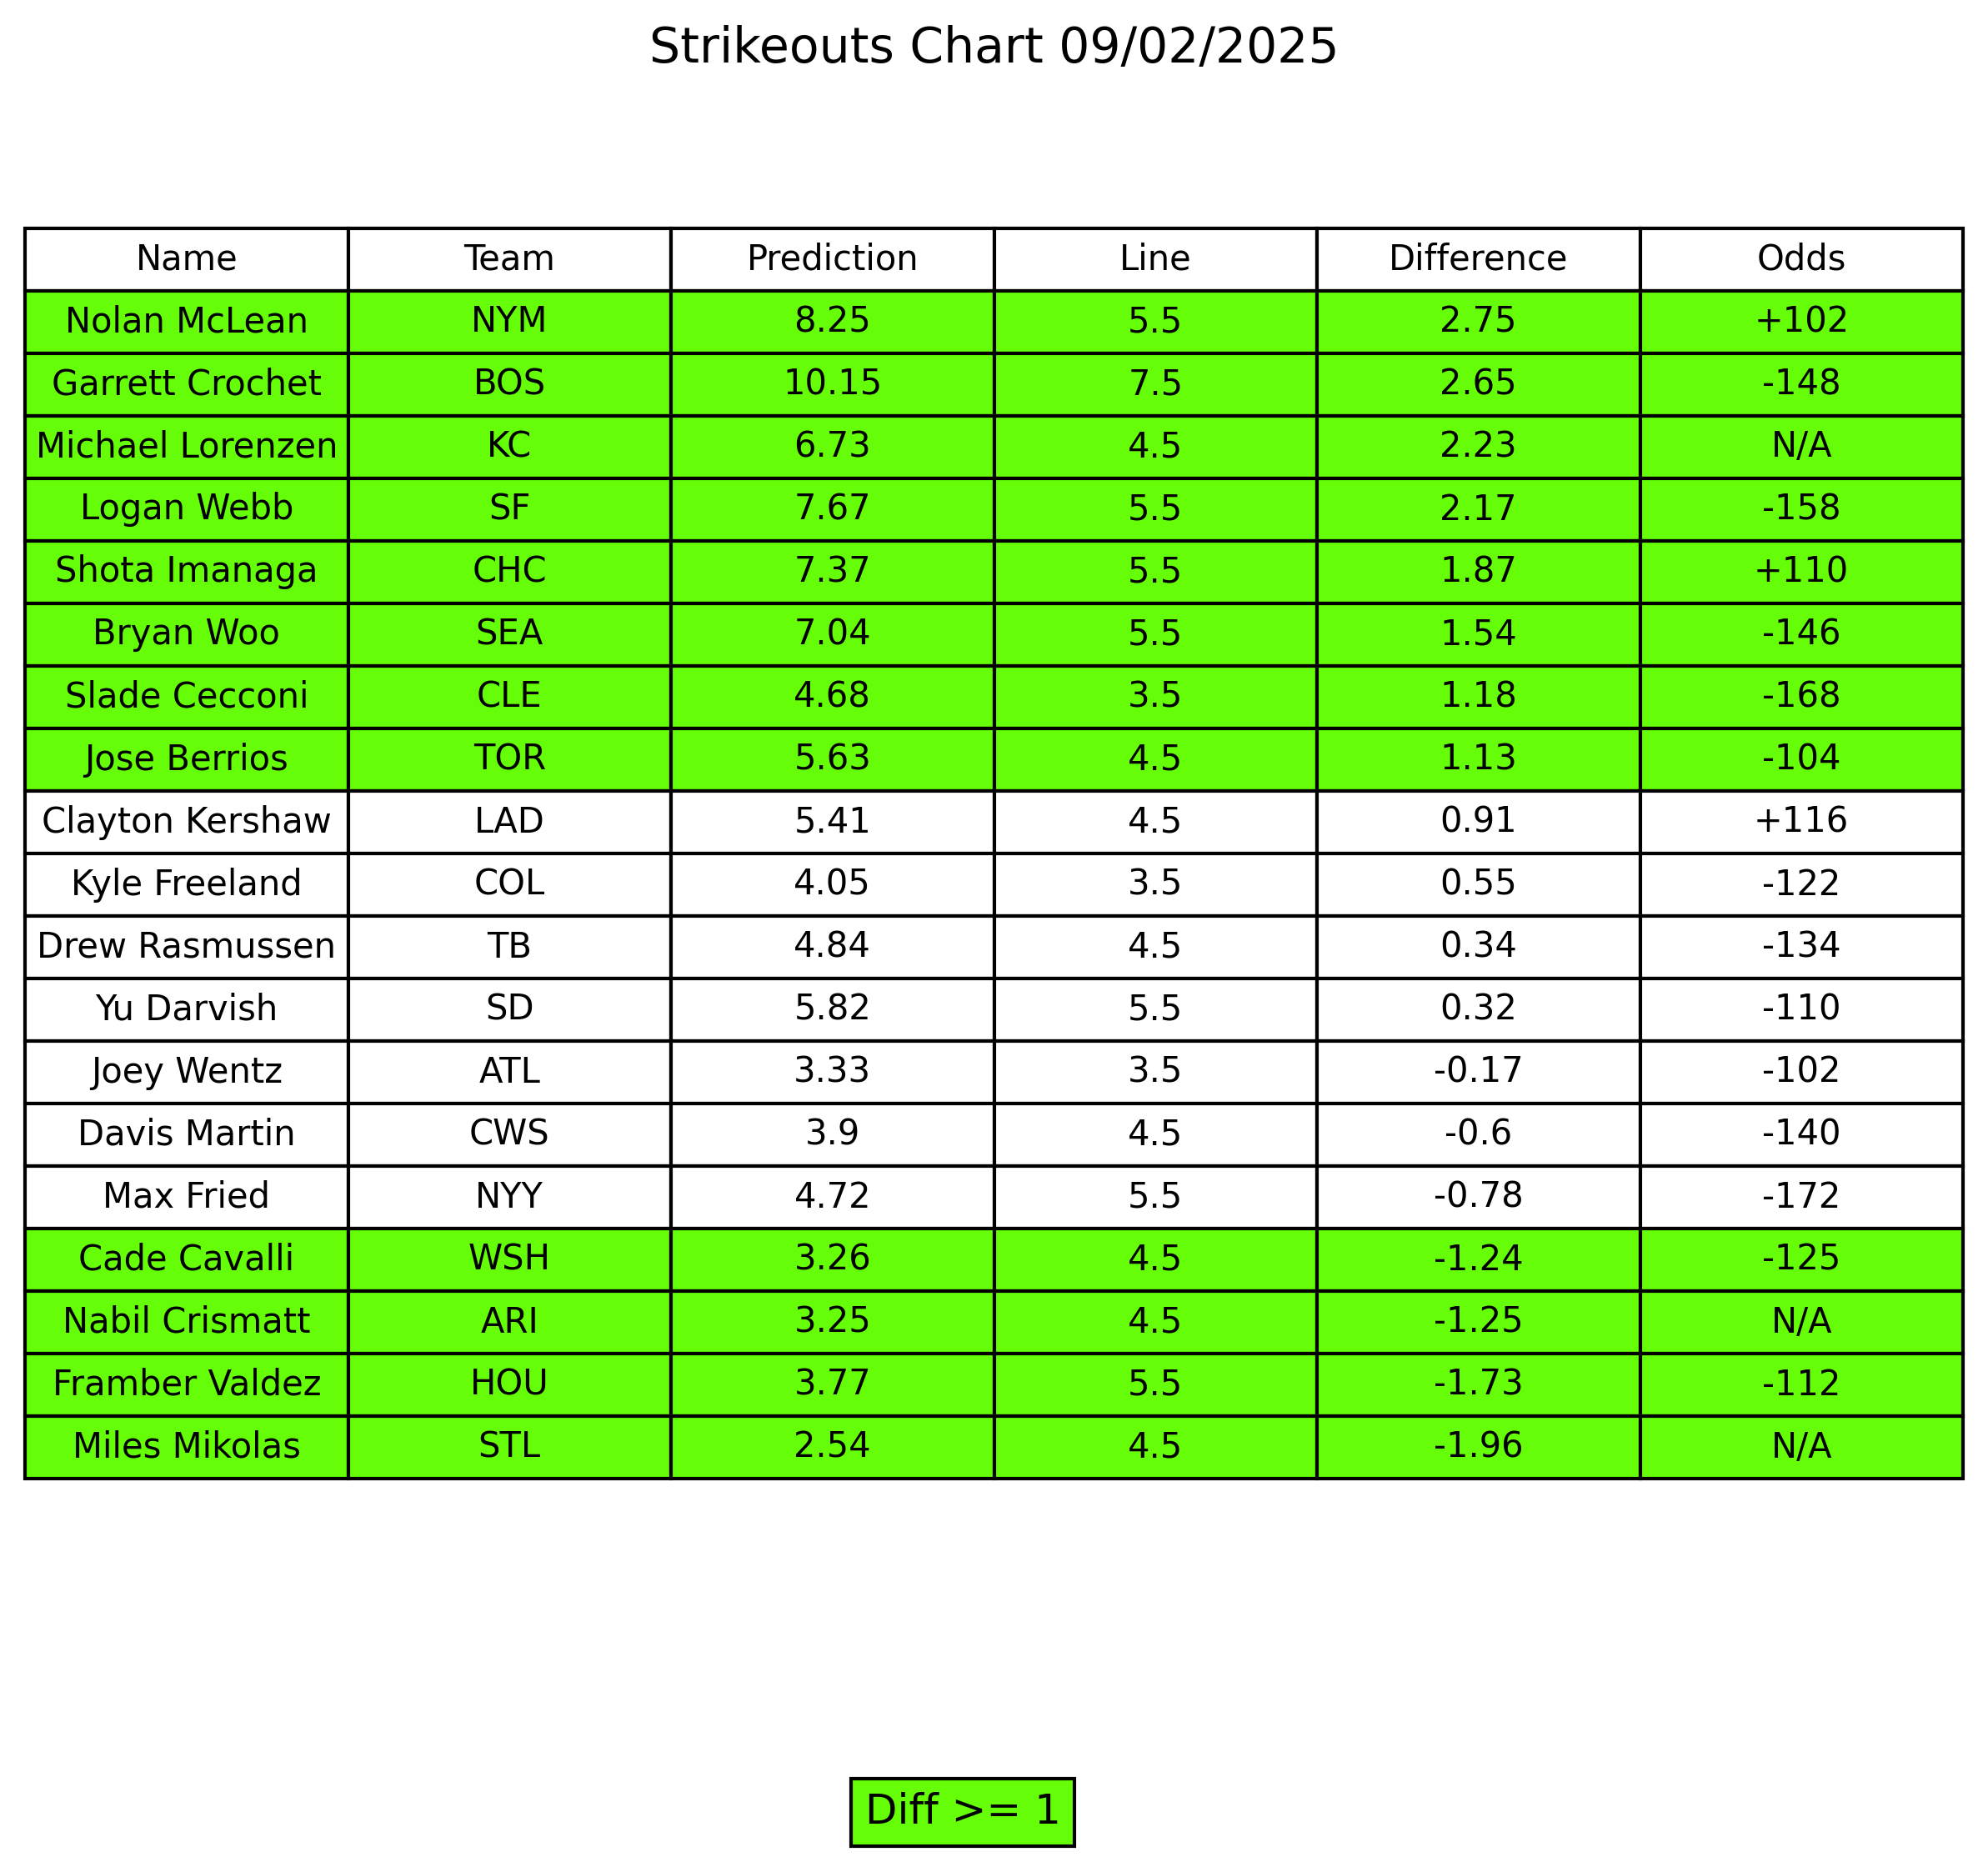 Strikeouts Chart 09/02/2025
Name Team Prediction Line Difference Odds
Nolan McLean NYM 8.25 5.5 2.75 +102
Garrett Crochet BOS 10.15 7.5 2.65 -148
Michael Lorenzen KC 6.73 4.5 2.23 N/A
Logan Webb SF 7.67 5.5 2.17 -158
Shota Imanaga CHC 7.37 5.5 1.87 +110
Bryan Woo SEA 7.04 5.5 1.54 -146
Slade Cecconi CLE 4.68 3.5 1.18 -168
Jose Berrios TOR 5.63 4.5 1.13 -104
Clayton Kershaw LAD 5.41 4.5 0.91 +116
Kyle Freeland COL 4.05 3.5 0.55 -122
Drew Rasmussen TB 4.84 4.5 0.34 -134
Yu Darvish SD 5.82 5.5 0.32 -110
Joey Wentz ATL 3.33 3.5 -0.17 -102
Davis Martin CWS 3.9 4.5 -0.6 -140
Max Fried NYY 4.72 5.5 -0.78 -172
Cade Cavalli WSH 3.26 4.5 -1.24 -125
Nabil Crismatt ARI 3.25 4.5 -1.25 N/A
Framber Valdez HOU 3.77 5.5 -1.73 -112
Miles Mikolas STL 2.54 4.5 -1.96 N/A
Diff >= 1